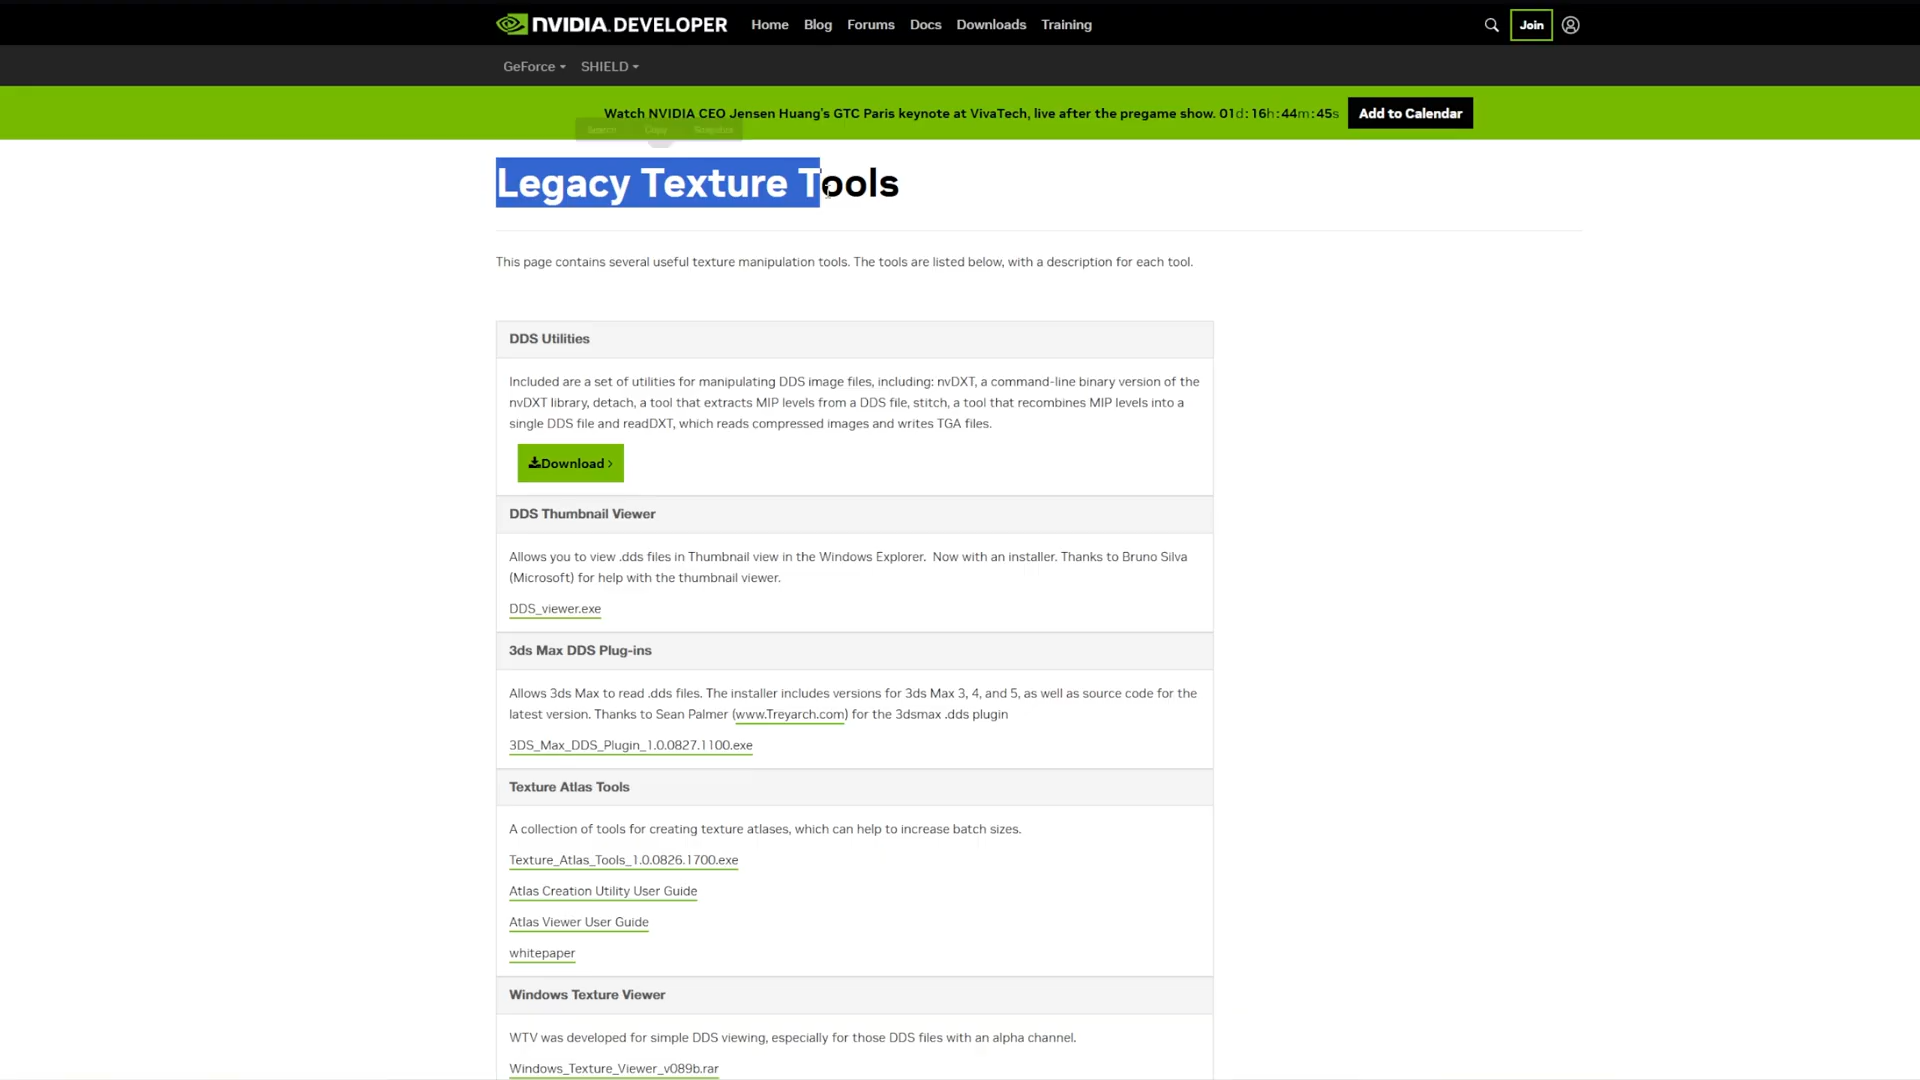 NVIDIA. DEVELOPER Home Blog Forums Docs Downloads Training Join
GeForce SHIELD
Watch NVIDIA CEO Jensen Huang's GTC Paris keynote at VivaTech, live after the pregame show. 01d:16h:44m:45s Add to Calendar
Search Copy
Legacy Texture Tools
This page contains several useful texture manipulation tools. The tools are listed below, with a description for each tool.
DDS Utilities
Included are a set of utilities for manipulating DDS image files, including: nvDXT, a command-line binary version of the
nvDXT library, detach, a tool that extracts MIP levels from a DDS file, stitch, a tool that recombines MIP levels into a
single DDS file and readDXT, which reads compressed images and writes TGA files.
Download ›
DDS Thumbnail Viewer
Allows you to view .dds files in Thumbnail view in the Windows Explorer. Now with an installer. Thanks to Bruno Silva
(Microsoft) for help with the thumbnail viewer.
DDS_viewer.exe
3ds Max DDS Plug-ins
Allows 3ds Max to read .dds files. The installer includes versions for 3ds Max 3, 4, and 5, as well as source code for the
latest version. Thanks to Sean Palmer (www.Treyarch.com) for the 3dsmax .dds plugin
3DS_Max_DDS_Plugin_1.0.0827.1100.exe
Texture Atlas Tools
A collection of tools for creating texture atlases, which can help to increase batch sizes.
Texture_Atlas_Tools_1.0.0826.1700.exe
Atlas Creation Utility User Guide
Atlas Viewer User Guide
whitepaper
Windows Texture Viewer
WTV was developed for simple DDS viewing, especially for those DDS files with an alpha channel.
Windows_Texture_Viewer_v089b.rar